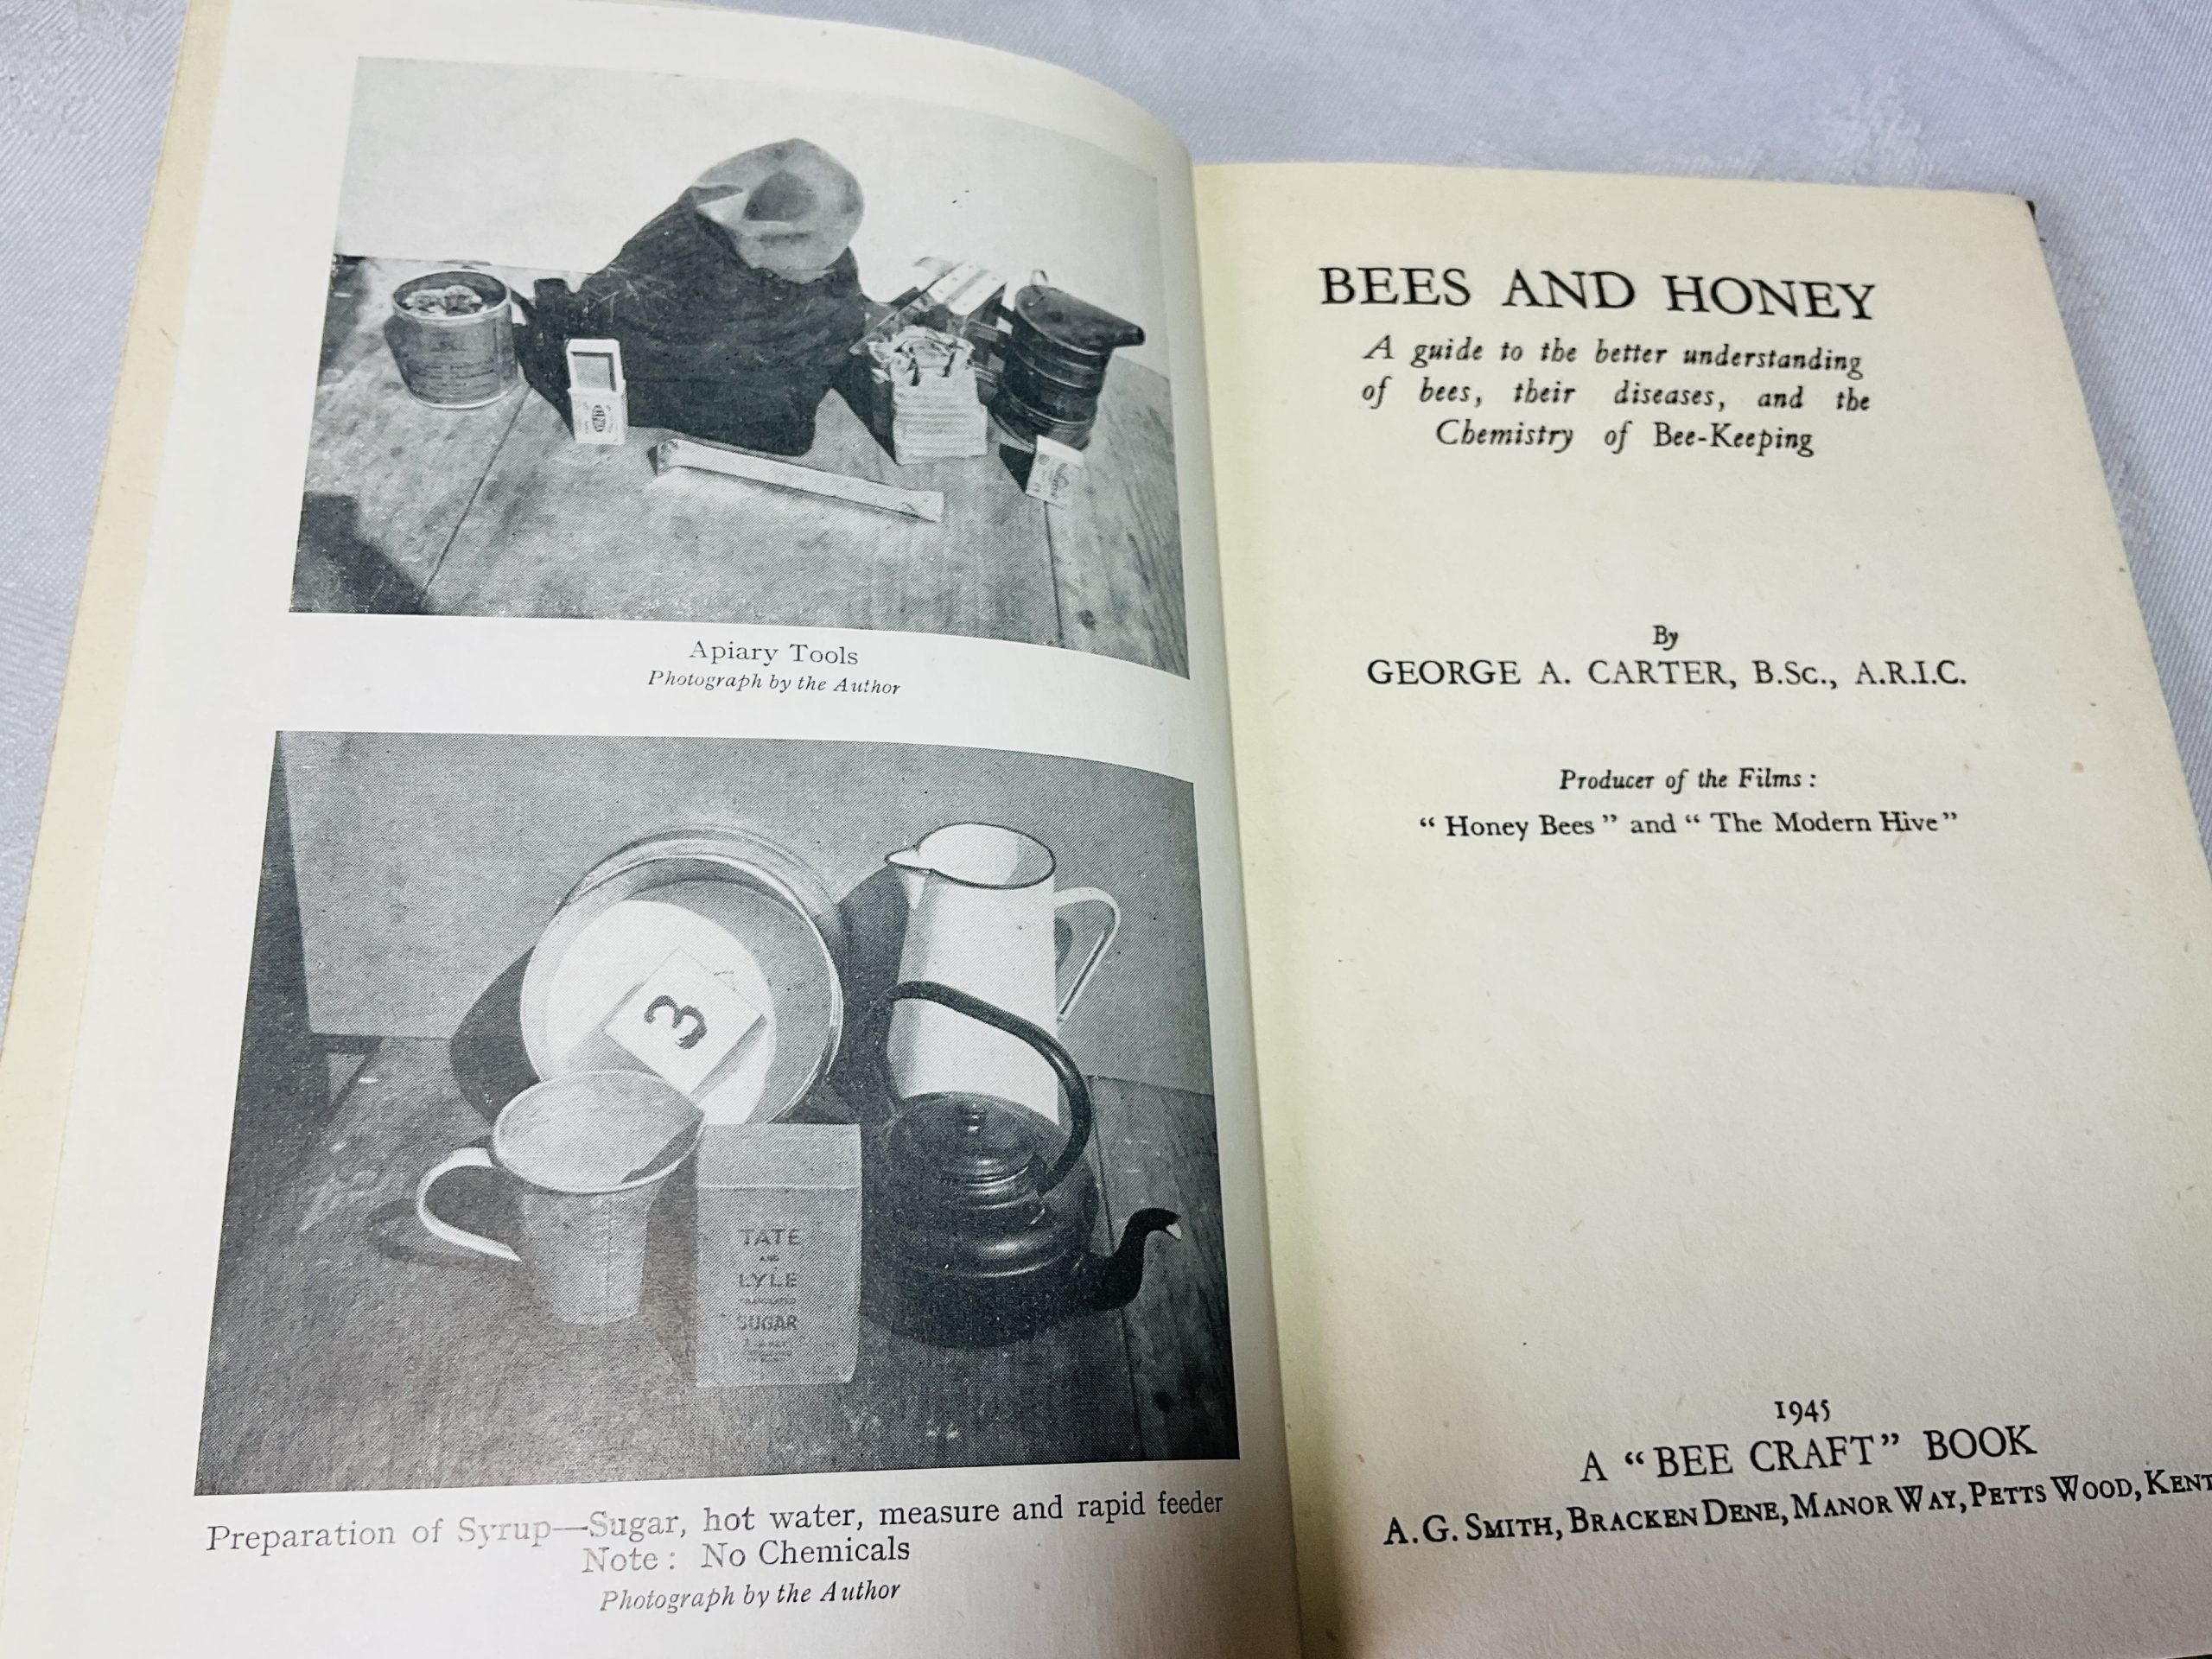 Apiary Tools
Photograph by the Author
3
TATE
AND
LYLE
SUGAR
Preparation of Syrup—Sugar, hot water, measure and rapid feeder
Note : No Chemicals
Photograph by the Author
BEES AND HONEY
A guide to the better understanding
of bees, their diseases, and the
Chemistry of Bee-Keeping
By
GEORGE A. CARTER, B.Sc., A.R.I.C.
Producer of the Films :
“ Honey Bees ” and “ The Modern Hive ”
1945
A “BEE CRAFT” BOOK
A. G. SMITH, BRACKEN DENE, MANOR WAY, PETTS WOOD, KENT